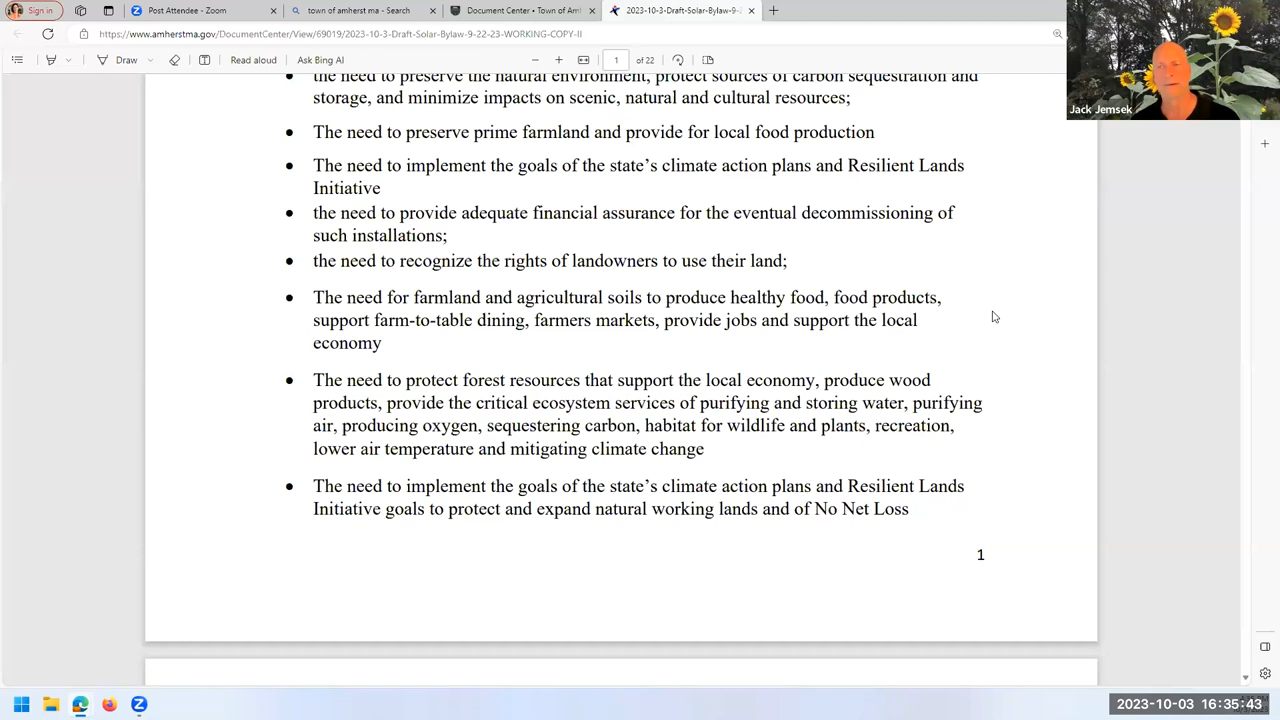 Sign in
Post Attendee - Zoom
town of amherst ma - Search
Document Center • Town of Amh
2023-10-3-Draft-Solar-Bylaw-9-2
https://www.amherstma.gov/DocumentCenter/View/69019/2023-10-3-Draft-Solar-Bylaw-9-22-23-WORKING-COPY-II
Draw
Read aloud
Ask Bing AI
1 of 22
Jack Jemsek
the need to preserve the natural environment, protect sources of carbon sequestration and
storage, and minimize impacts on scenic, natural and cultural resources;
• The need to preserve prime farmland and provide for local food production
• The need to implement the goals of the state's climate action plans and Resilient Lands
Initiative
• the need to provide adequate financial assurance for the eventual decommissioning of
such installations;
• the need to recognize the rights of landowners to use their land;
• The need for farmland and agricultural soils to produce healthy food, food products,
support farm-to-table dining, farmers markets, provide jobs and support the local
economy
• The need to protect forest resources that support the local economy, produce wood
products, provide the critical ecosystem services of purifying and storing water, purifying
air, producing oxygen, sequestering carbon, habitat for wildlife and plants, recreation,
lower air temperature and mitigating climate change
• The need to implement the goals of the state's climate action plans and Resilient Lands
Initiative goals to protect and expand natural working lands and of No Net Loss
1
2023-10-03 16:35:43